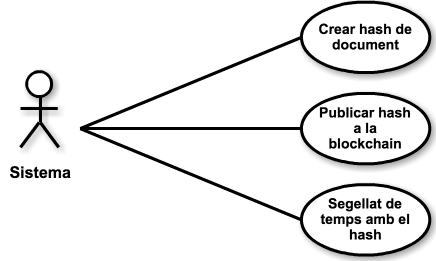 Crear hash de
document
Publicar hash
a la
blockchain
Sistema
Segellat de
temps amb el
hash